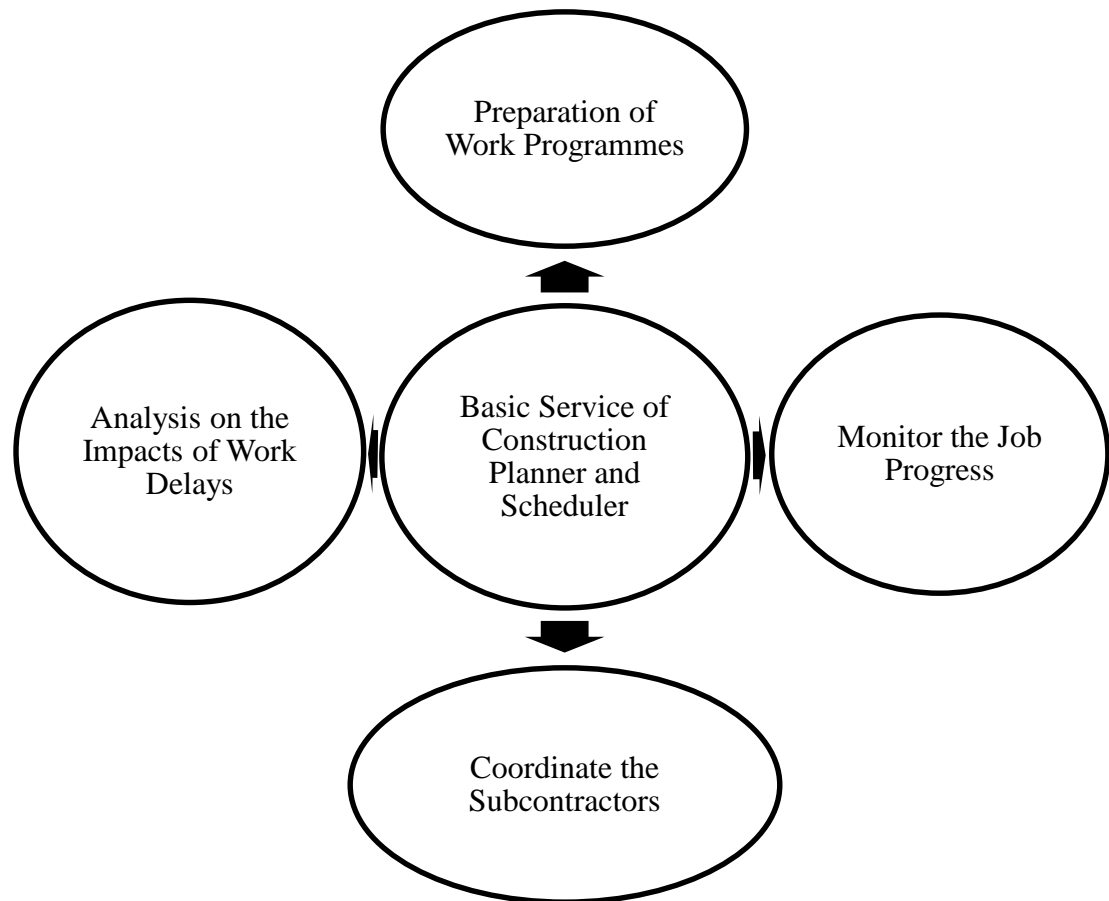 Preparation of
Work Programmes
Analysis on the
Impacts of Work
Delays
Basic Service of
Construction
Planner and
Scheduler
Monitor the Job
Progress
Coordinate the
Subcontractors